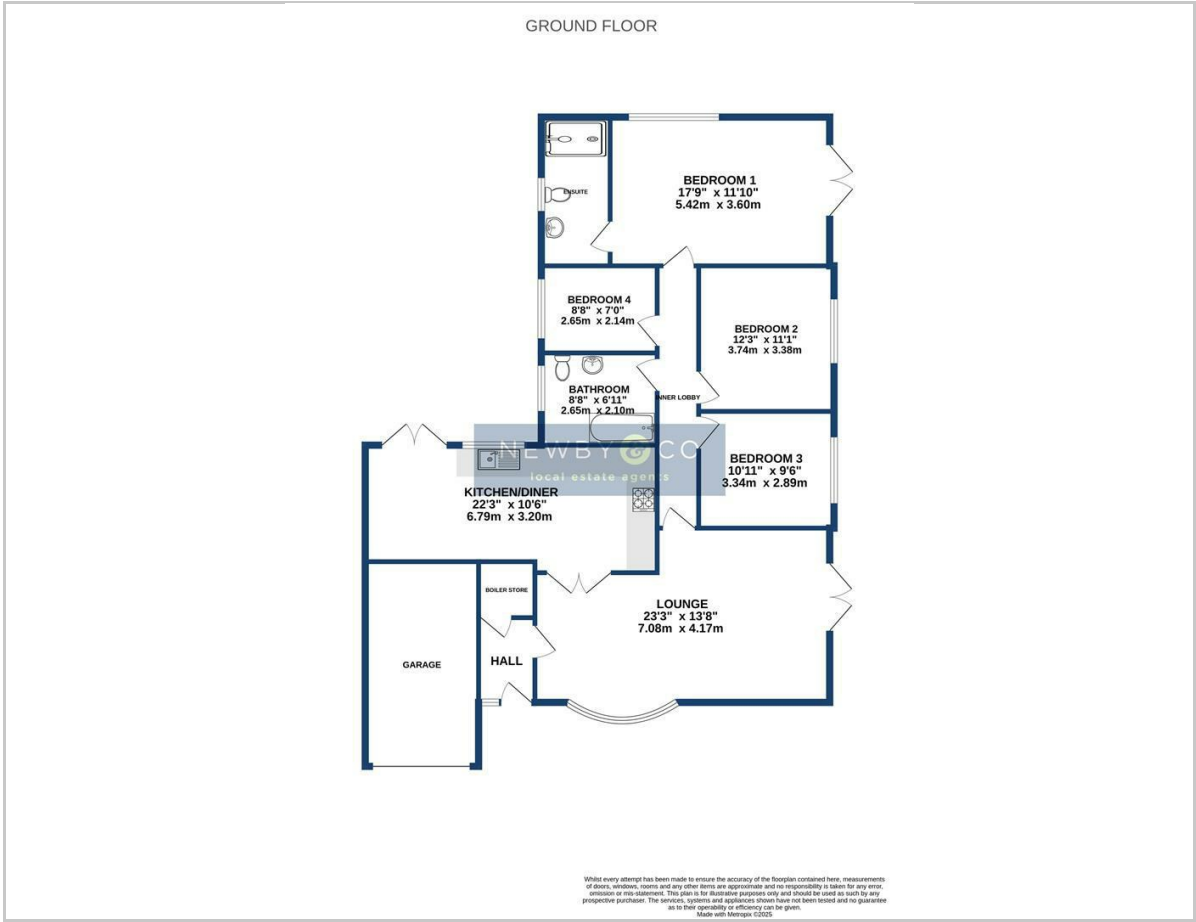 GROUND FLOOR
BEDROOM 1
17'9" x 11'10"
5.42m x 3.60m
ENSUITE
BEDROOM 4
8'8" x 7'0"
2.65m x 2.14m
BEDROOM 2
12'3" x 11'1"
3.74m x 3.38m
BATHROOM
8'8" x 6'11"
2.65m x 2.10m
INNER LOBBY
NEWBY & CO
local estate agents
BEDROOM 3
10'11" x 9'6"
3.34m x 2.89m
KITCHEN/DINER
22'3" x 10'6"
6.79m x 3.20m
BOILER STORE
LOUNGE
23'3" x 13'8"
7.08m x 4.17m
HALL
GARAGE
Whilst every attempt has been made to ensure the accuracy of the floorplan contained here, measurements
of doors, windows, rooms and any other items are approximate and no responsibility is taken for any error,
omission or mis-statement. This plan is for illustrative purposes only and should be used as such by any
prospective purchaser. The services, systems and appliances shown have not been tested and no guarantee
as to their operability or efficiency can be given.
Made with Metropix ©2025